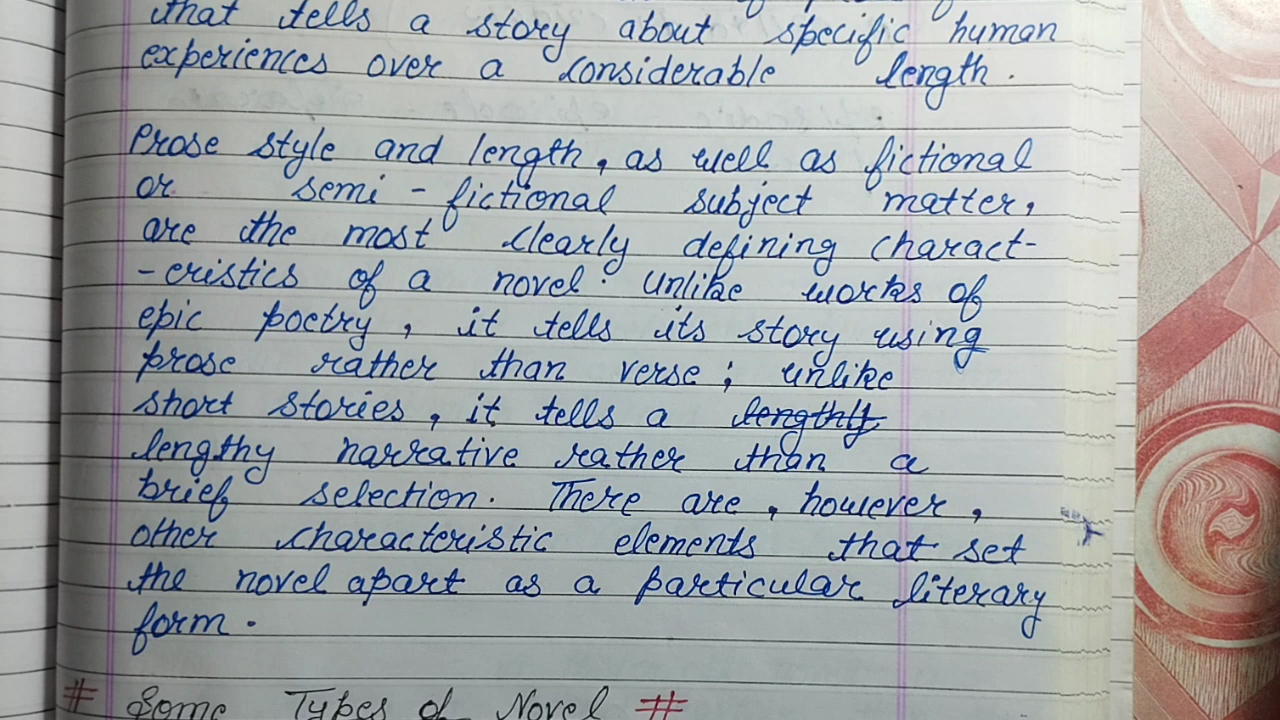 that tells a story about specific human
experiences over a considerable length.
Prose style and length, as well as fictional
or semi - fictional subject matter,
are the most clearly defining charact-
-eristics of a novel. Unlike works of
epic poetry, it tells its story using
prose rather than verse; unlike
short stories, it tells a lengthly
lengthy narrative rather than a
brief selection. There are, however,
other characteristic elements that set
the novel apart as a particular literary
form.
# Some Types of Novel #